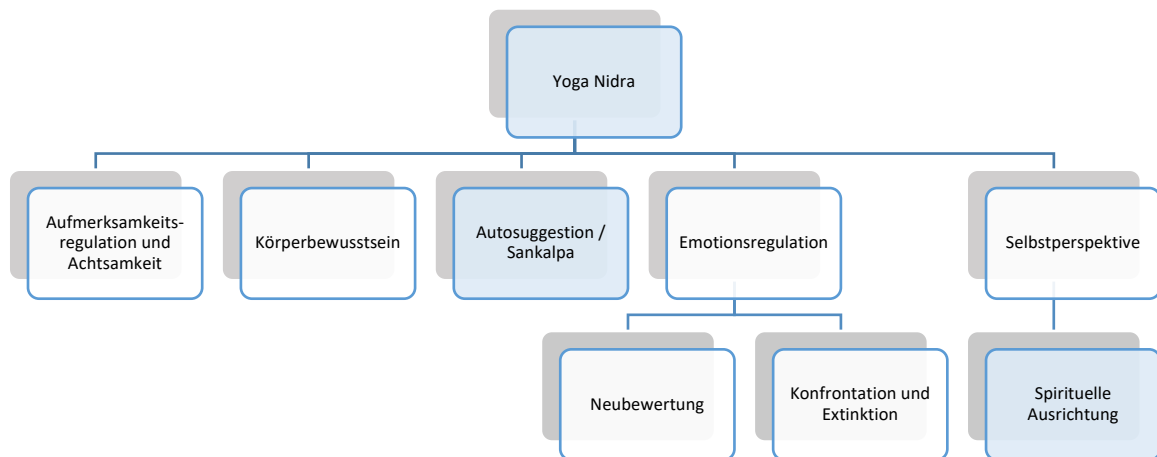 Yoga Nidra
Aufmerksamkeits-
regulation und
Achtsamkeit
Körperbewusstsein
Autosuggestion /
Sankalpa
Emotionsregulation
Selbstperspektive
Neubewertung
Konfrontation und
Extinktion
Spirituelle
Ausrichtung